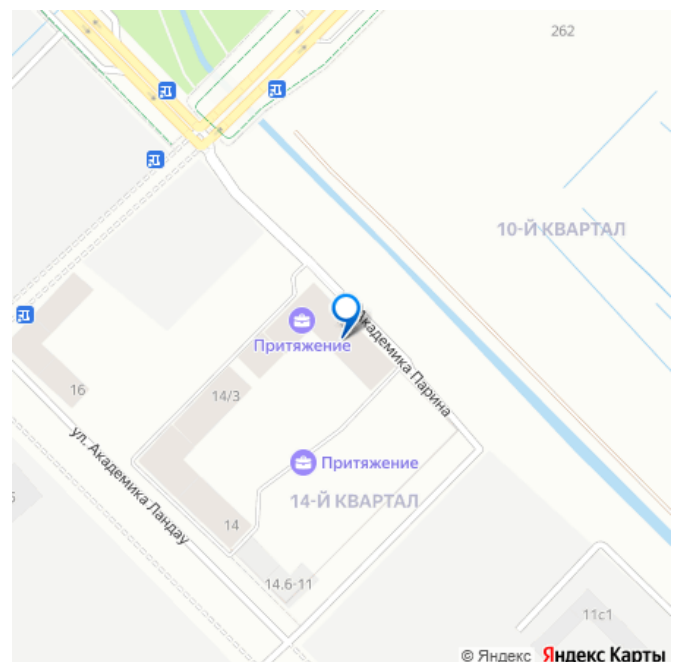 262
10-Й КВАРТАЛ
Академика Парина
Притяжение
14/3
16
ул. Академика Ландау
Притяжение
14-Й КВАРТАЛ
14
14.6-11
11с1
© Яндекс Яндекс Карты